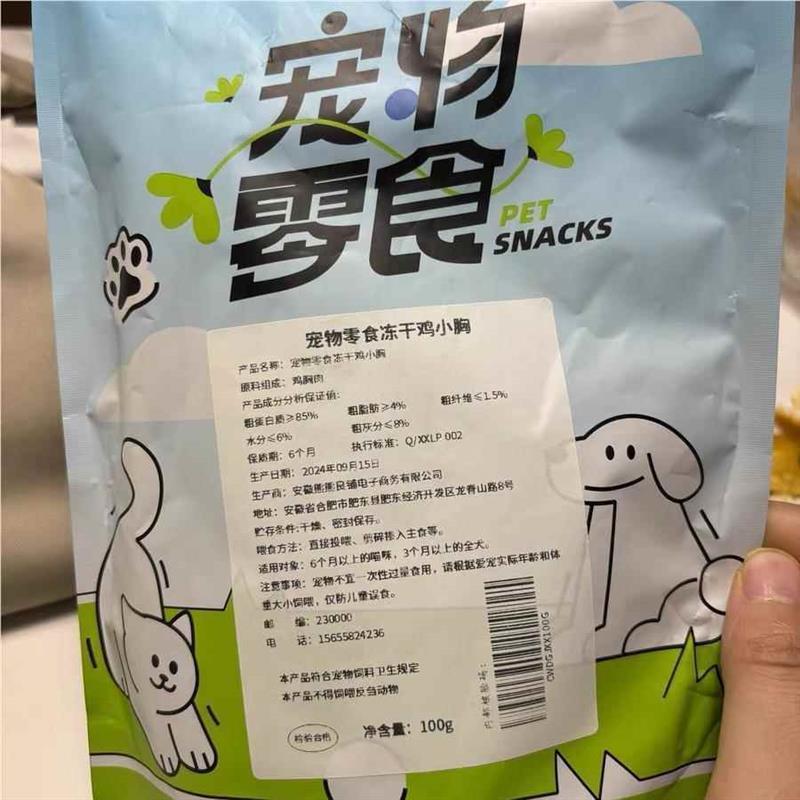 宠物
零食
PET
SNACKS
宠物零食冻干鸡小胸
产品名称：宠物零食冻干鸡小胸
原料组成：鸡胸肉
产品成分分析保证值：
粗蛋白质≥85% 粗脂肪≥4% 粗纤维≤1.5%
水分≤6% 粗灰分≤8%
保质期：6个月 执行标准：Q/XXLP 002
生产日期：2024年09月15日
生产商：安徽熊熊良铺电子商务有限公司
地址：安徽省合肥市肥东县肥东经济开发区龙脊山路8号
贮存条件:干燥、密封保存。
喂食方法：直接投喂、剪碎掺入主食等。
适用对象：6个月以上的喵咪，3个月以上的全犬。
注意事项：宠物不宜一次性过量食用，请根据爱宠实际年龄和体
重大小饲喂，仅防儿童误食。
邮 编：230000
电 话：15655824236
本产品符合宠物饲料卫生规定
本产品不得饲喂反刍动物
检验合格 净含量：100g
CWDGJXX100G